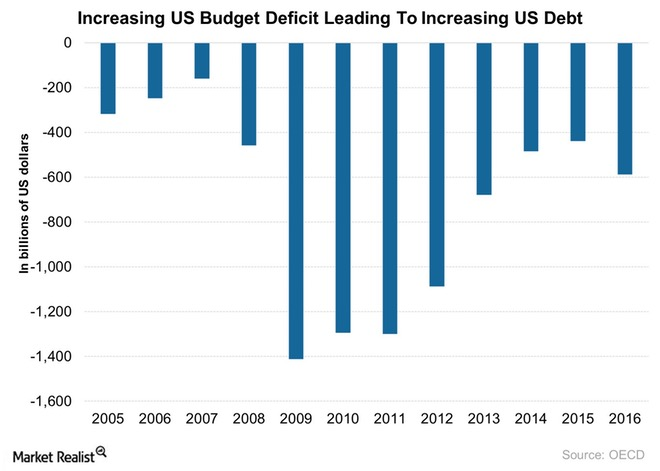 Increasing US Budget Deficit Leading To Increasing US Debt
In billions of US dollars
0
-200
-400
-600
-800
-1,000
-1,200
-1,400
-1,600
2005 2006 2007 2008 2009 2010 2011 2012 2013 2014 2015 2016
Market Realist
Source: OECD